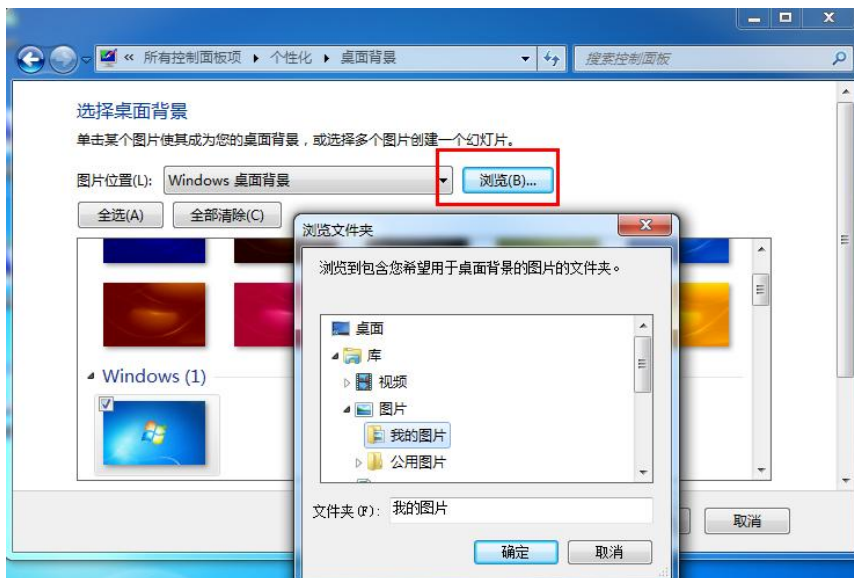 « 所有控制面板项 ▸ 个性化 ▸ 桌面背景
搜索控制面板
选择桌面背景
单击某个图片使其成为您的桌面背景，或选择多个图片创建一个幻灯片。
图片位置(L): Windows 桌面背景 浏览(B)...
全选(A) 全部清除(C)
浏览文件夹
浏览到包含您希望用于桌面背景的图片的文件夹。
桌面
库
视频
Windows (1)
图片
我的图片
公用图片
文件夹(F): 我的图片
取消
确定 取消